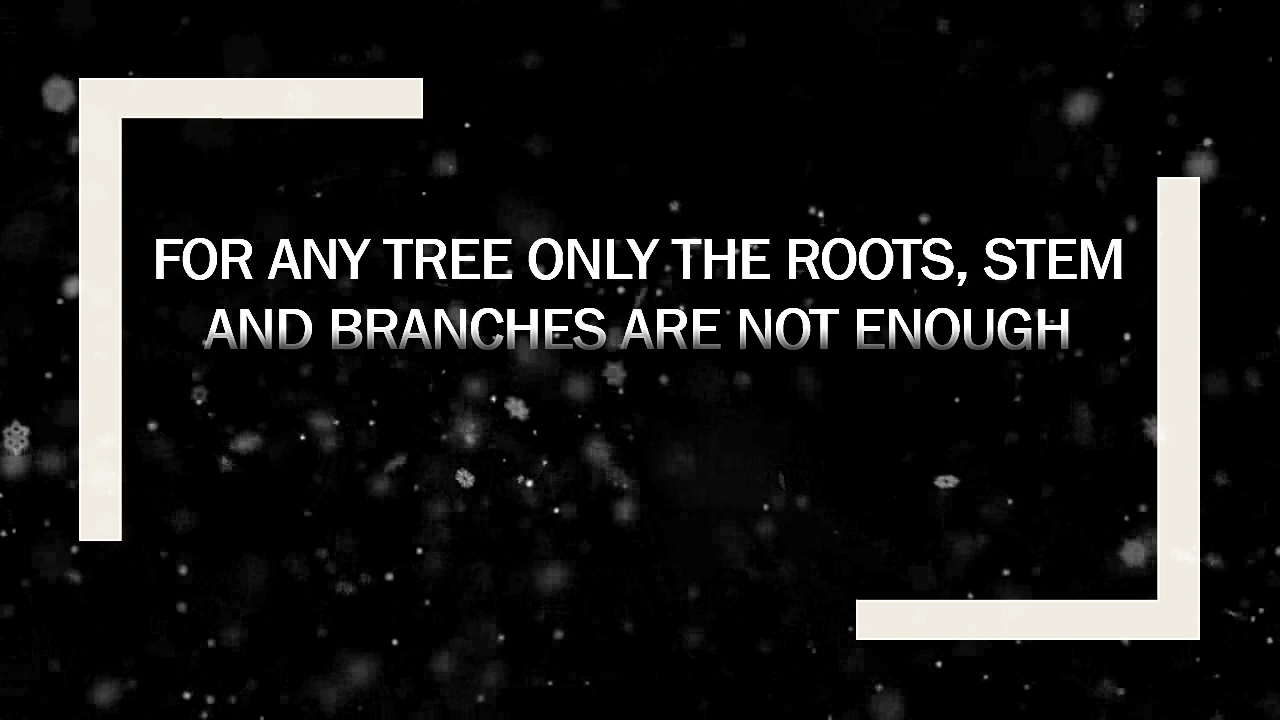 FOR ANY TREE ONLY THE ROOTS, STEM
AND BRANCHES ARE NOT ENOUGH